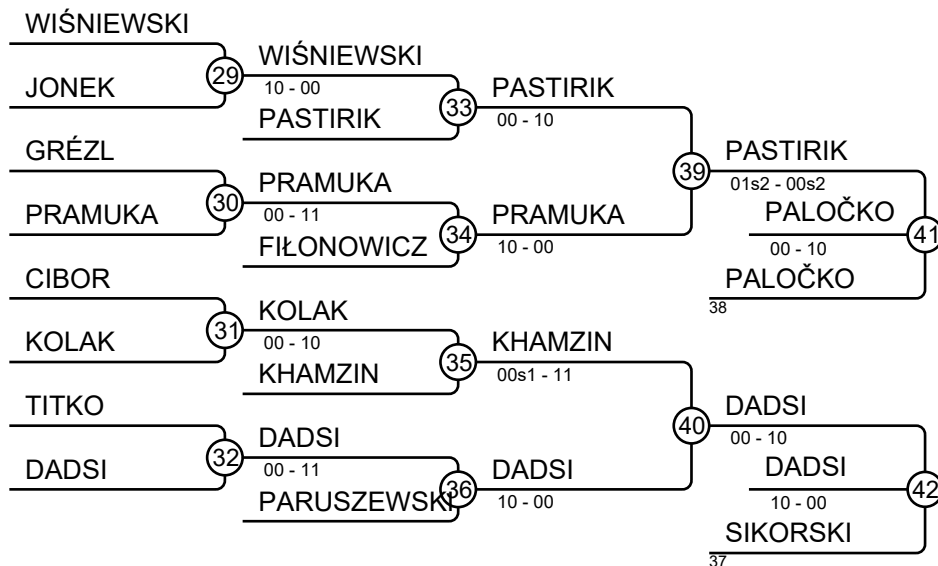 WIŚNIEWSKI
JONEK
29
WIŚNIEWSKI
10 - 00
PASTIRIK
33
PASTIRIK
00 - 10
GRÉZL
PRAMUKA
30
PRAMUKA
00 - 11
FIŁONOWICZ
34
PRAMUKA
10 - 00
39
PASTIRIK
01s2 - 00s2
PALOČKO
00 - 10
41
PALOČKO
38
CIBOR
KOLAK
31
KOLAK
00 - 10
KHAMZIN
35
KHAMZIN
00s1 - 11
TITKO
DADSI
32
DADSI
00 - 11
PARUSZEWSKI
36
DADSI
10 - 00
40
DADSI
00 - 10
DADSI
10 - 00
42
SIKORSKI
37